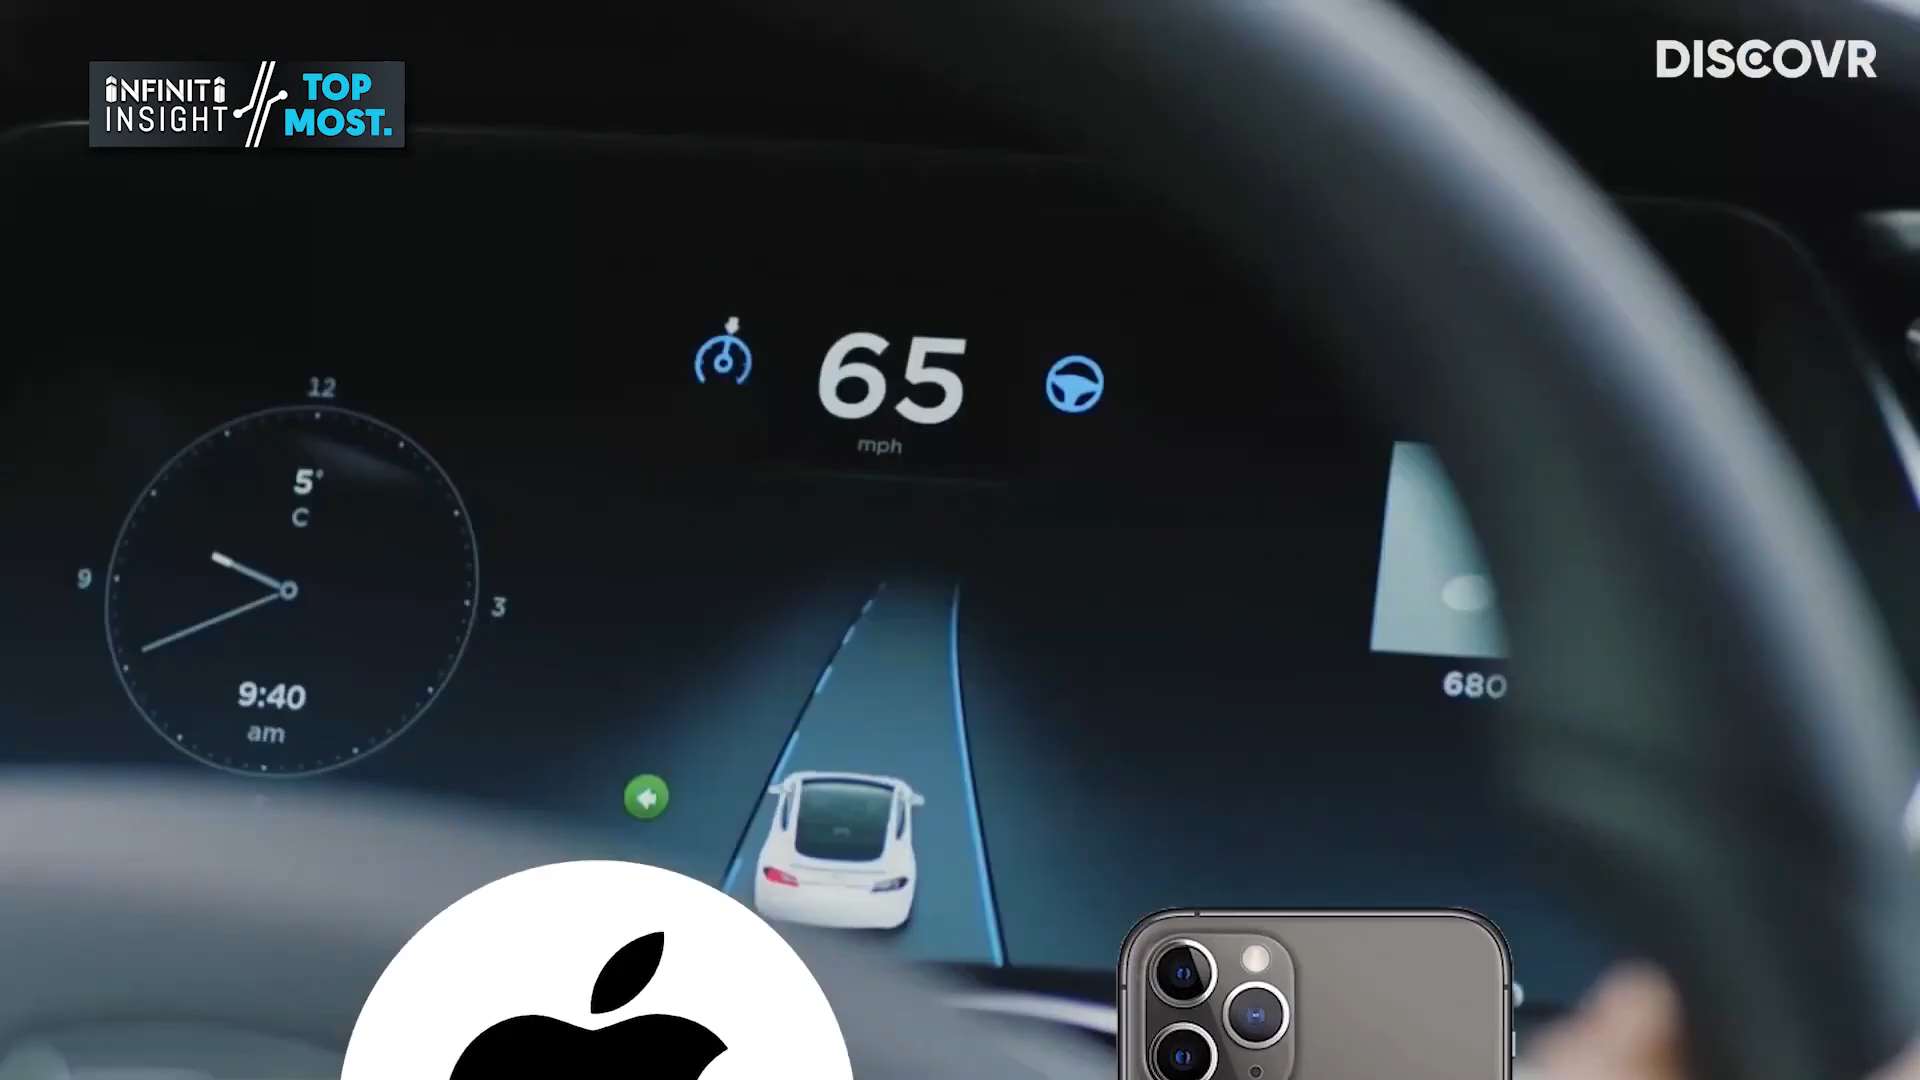 INFINITI
INSIGHT
TOP
MOST.
DISCOVR
65
mph
12
5°
C
9
3
9:40
am
680